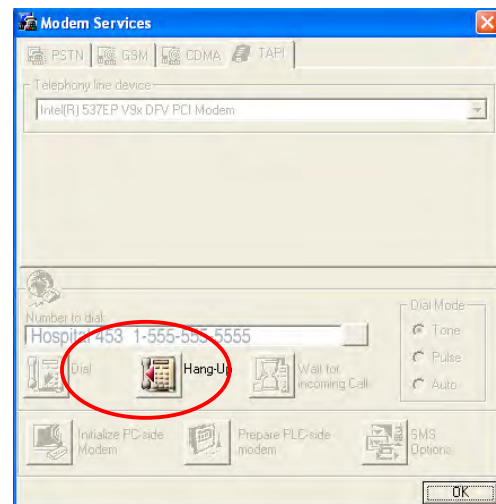 Modem Services
PSTN GSM CDMA TAPI
Telephony line device
Intel(R) 537EP V9x DFV PCI Modem
Number to dial:
Hospital 453 1-555-555-5555
Dial
Hang-Up
Wait for
incoming Call
Dial Mode
Tone
Pulse
Auto
Initialize PC-side
Modem
Prepare PLC-side
modem
SMS
Options
OK